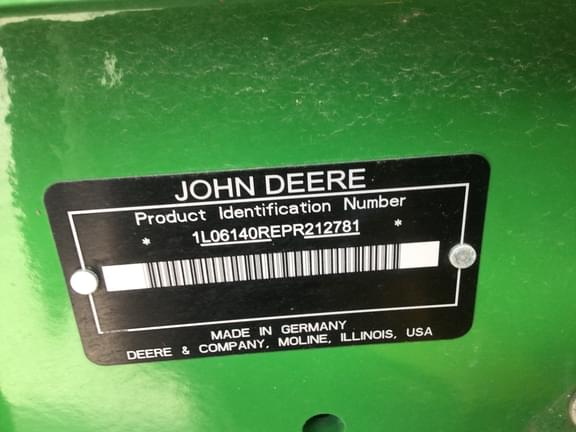 JOHN DEERE
Product Identification Number
* 1L06140REPR212781 *
MADE IN GERMANY
DEERE & COMPANY, MOLINE, ILLINOIS, USA